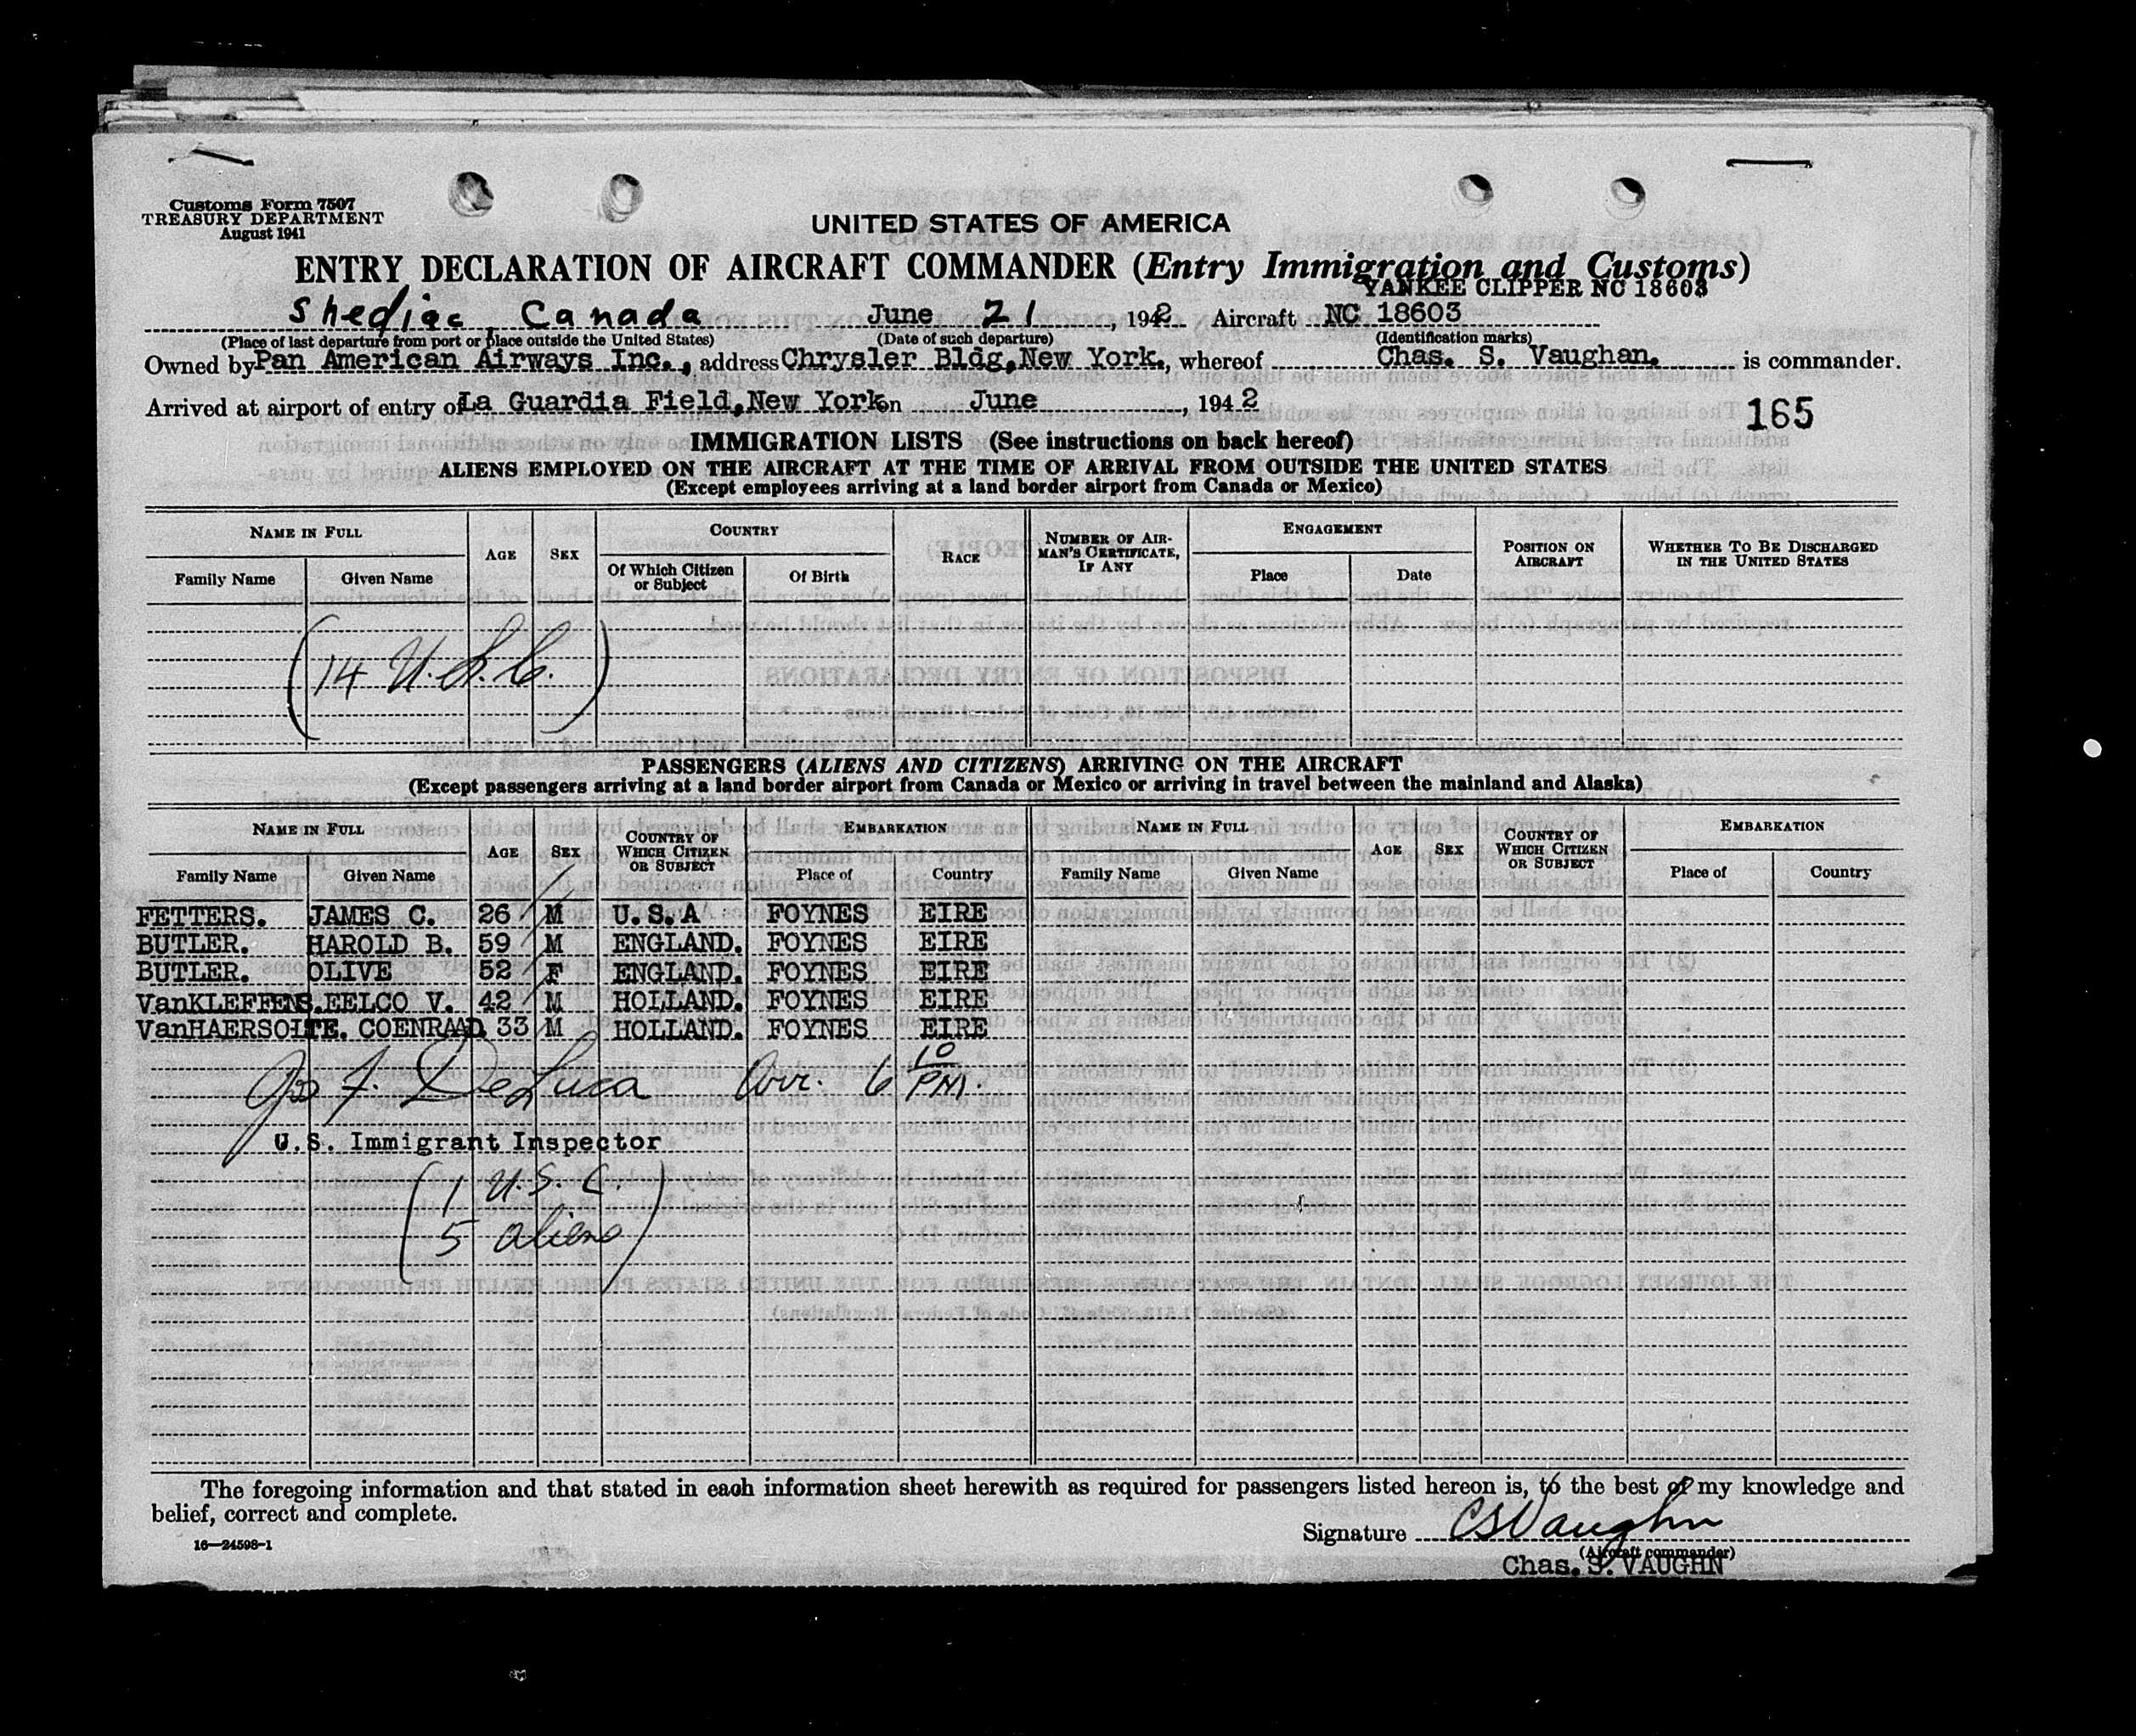 Customs Form 7507
TREASURY DEPARTMENT
August 1941
UNITED STATES OF AMERICA
ENTRY DECLARATION OF AIRCRAFT COMMANDER (Entry Immigration and Customs)
YANKEE CLIPPER NC 18603
Shediac, Canada June 21, 1942 Aircraft NC 18603
(Place of last departure from port or place outside the United States) (Date of such departure) (Identification marks)
Owned by Pan American Airways Inc., address Chrysler Bldg, New York., whereof Chas. S. Vaughan. is commander.
Arrived at airport of entry of La Guardia Field, New York on June, 1942
165
IMMIGRATION LISTS (See instructions on back hereof)
ALIENS EMPLOYED ON THE AIRCRAFT AT THE TIME OF ARRIVAL FROM OUTSIDE THE UNITED STATES
(Except employees arriving at a land border airport from Canada or Mexico)
NAME IN FULL AGE SEX COUNTRY RACE NUMBER OF AIRMAN'S CERTIFICATE, IF ANY ENGAGEMENT POSITION ON AIRCRAFT WHETHER TO BE DISCHARGED IN THE UNITED STATES
Family Name Given Name Of Which Citizen or Subject Of Birth Place Date
(14 U.S.C.)
PASSENGERS (ALIENS AND CITIZENS) ARRIVING ON THE AIRCRAFT
(Except passengers arriving at a land border airport from Canada or Mexico or arriving in travel between the mainland and Alaska)
NAME IN FULL AGE SEX COUNTRY OF WHICH CITIZEN OR SUBJECT EMBARKATION NAME IN FULL AGE SEX COUNTRY OF WHICH CITIZEN OR SUBJECT EMBARKATION
Family Name Given Name Place of Country Family Name Given Name Place of Country
FETTERS. JAMES C. 26 M U.S.A FOYNES EIRE
BUTLER. HAROLD B. 59 M ENGLAND. FOYNES EIRE
BUTLER. OLIVE 52 F ENGLAND. FOYNES EIRE
VanKLEFFENS. EELCO V. 42 M HOLLAND. FOYNES EIRE
VanHAERSOLTE. COENRAAD 33 M HOLLAND. FOYNES EIRE
Jos F. DeLuca Arr. 6 10 PM.
U.S. Immigrant Inspector
(1 U.S.C.
5 aliens)
The foregoing information and that stated in each information sheet herewith as required for passengers listed hereon is, to the best of my knowledge and
belief, correct and complete.
Signature CS Vaughn
16—24598-1
(Aircraft commander)
Chas. S. VAUGHN